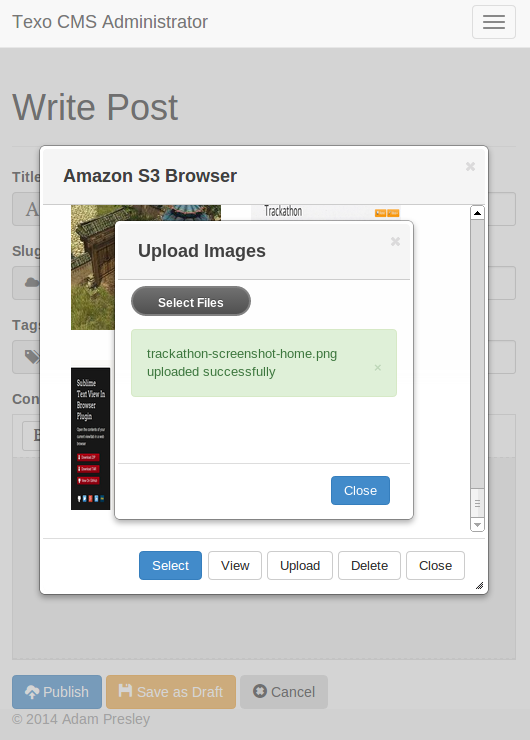 Texo CMS Administrator
Write Post
Title
A
Slug
Tags
Con
Amazon S3 Browser
Trackathon
Sublime
Text View In
Browser
Plugin
Upload Images
Select Files
trackathon-screenshot-home.png
uploaded successfully
Close
Select View Upload Delete Close
Publish Save as Draft Cancel
© 2014 Adam Presley